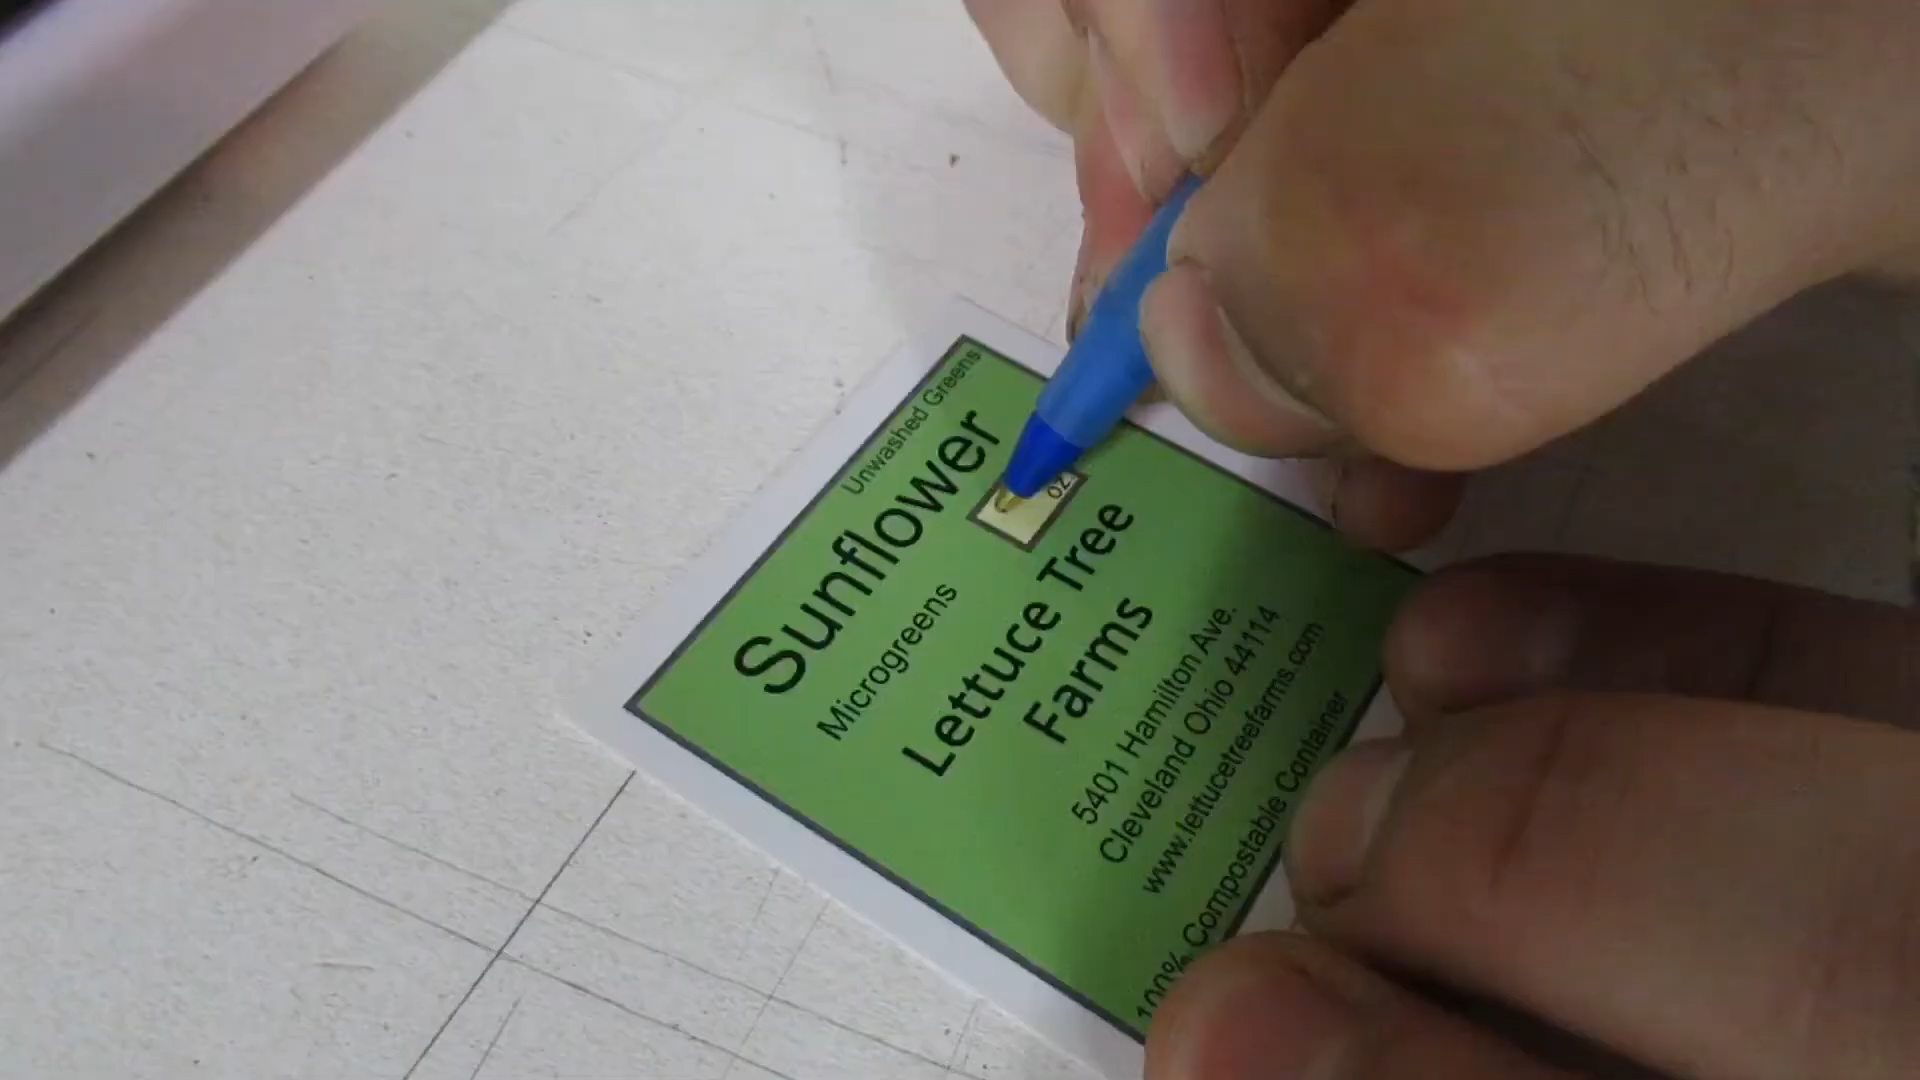 Unwashed Greens
Sunflower
oz
Microgreens
Lettuce Tree
Farms
5401 Hamilton Ave.
Cleveland Ohio 44114
www.lettucetreefarms.com
100% Compostable Container